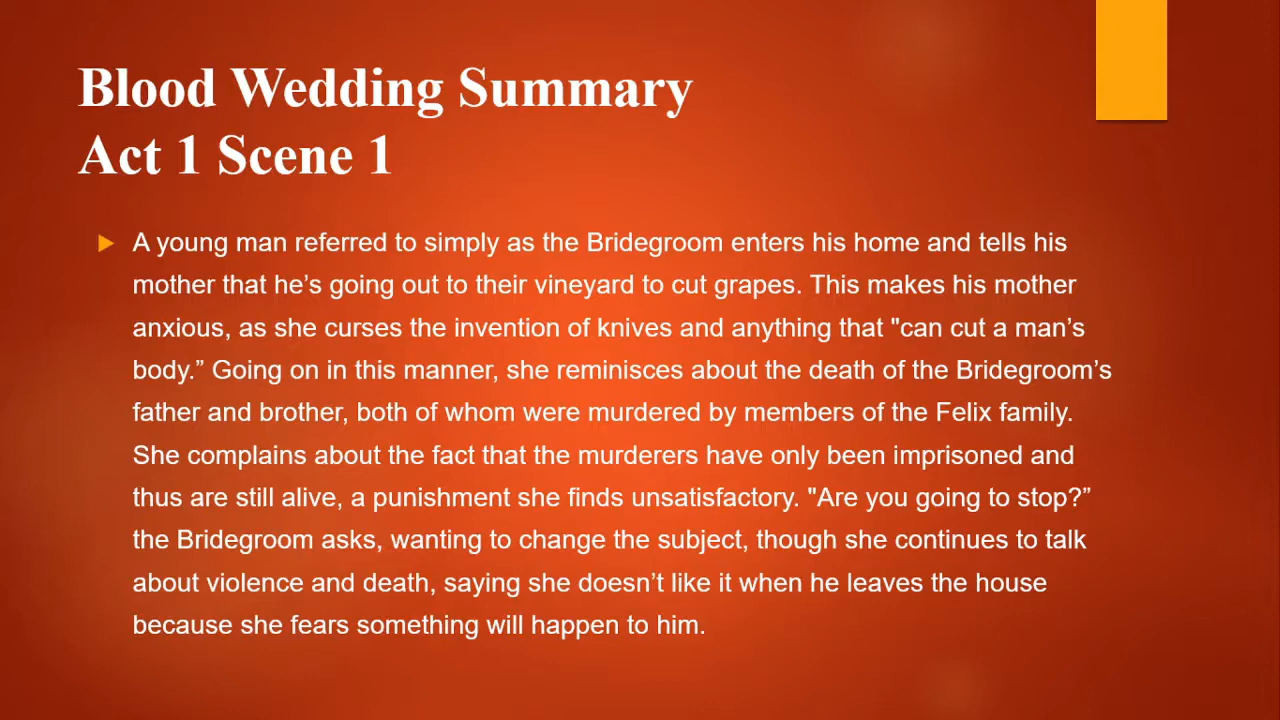 Blood Wedding Summary
Act 1 Scene 1
A young man referred to simply as the Bridegroom enters his home and tells his
mother that he’s going out to their vineyard to cut grapes. This makes his mother
anxious, as she curses the invention of knives and anything that "can cut a man’s
body.” Going on in this manner, she reminisces about the death of the Bridegroom’s
father and brother, both of whom were murdered by members of the Felix family.
She complains about the fact that the murderers have only been imprisoned and
thus are still alive, a punishment she finds unsatisfactory. "Are you going to stop?”
the Bridegroom asks, wanting to change the subject, though she continues to talk
about violence and death, saying she doesn’t like it when he leaves the house
because she fears something will happen to him.